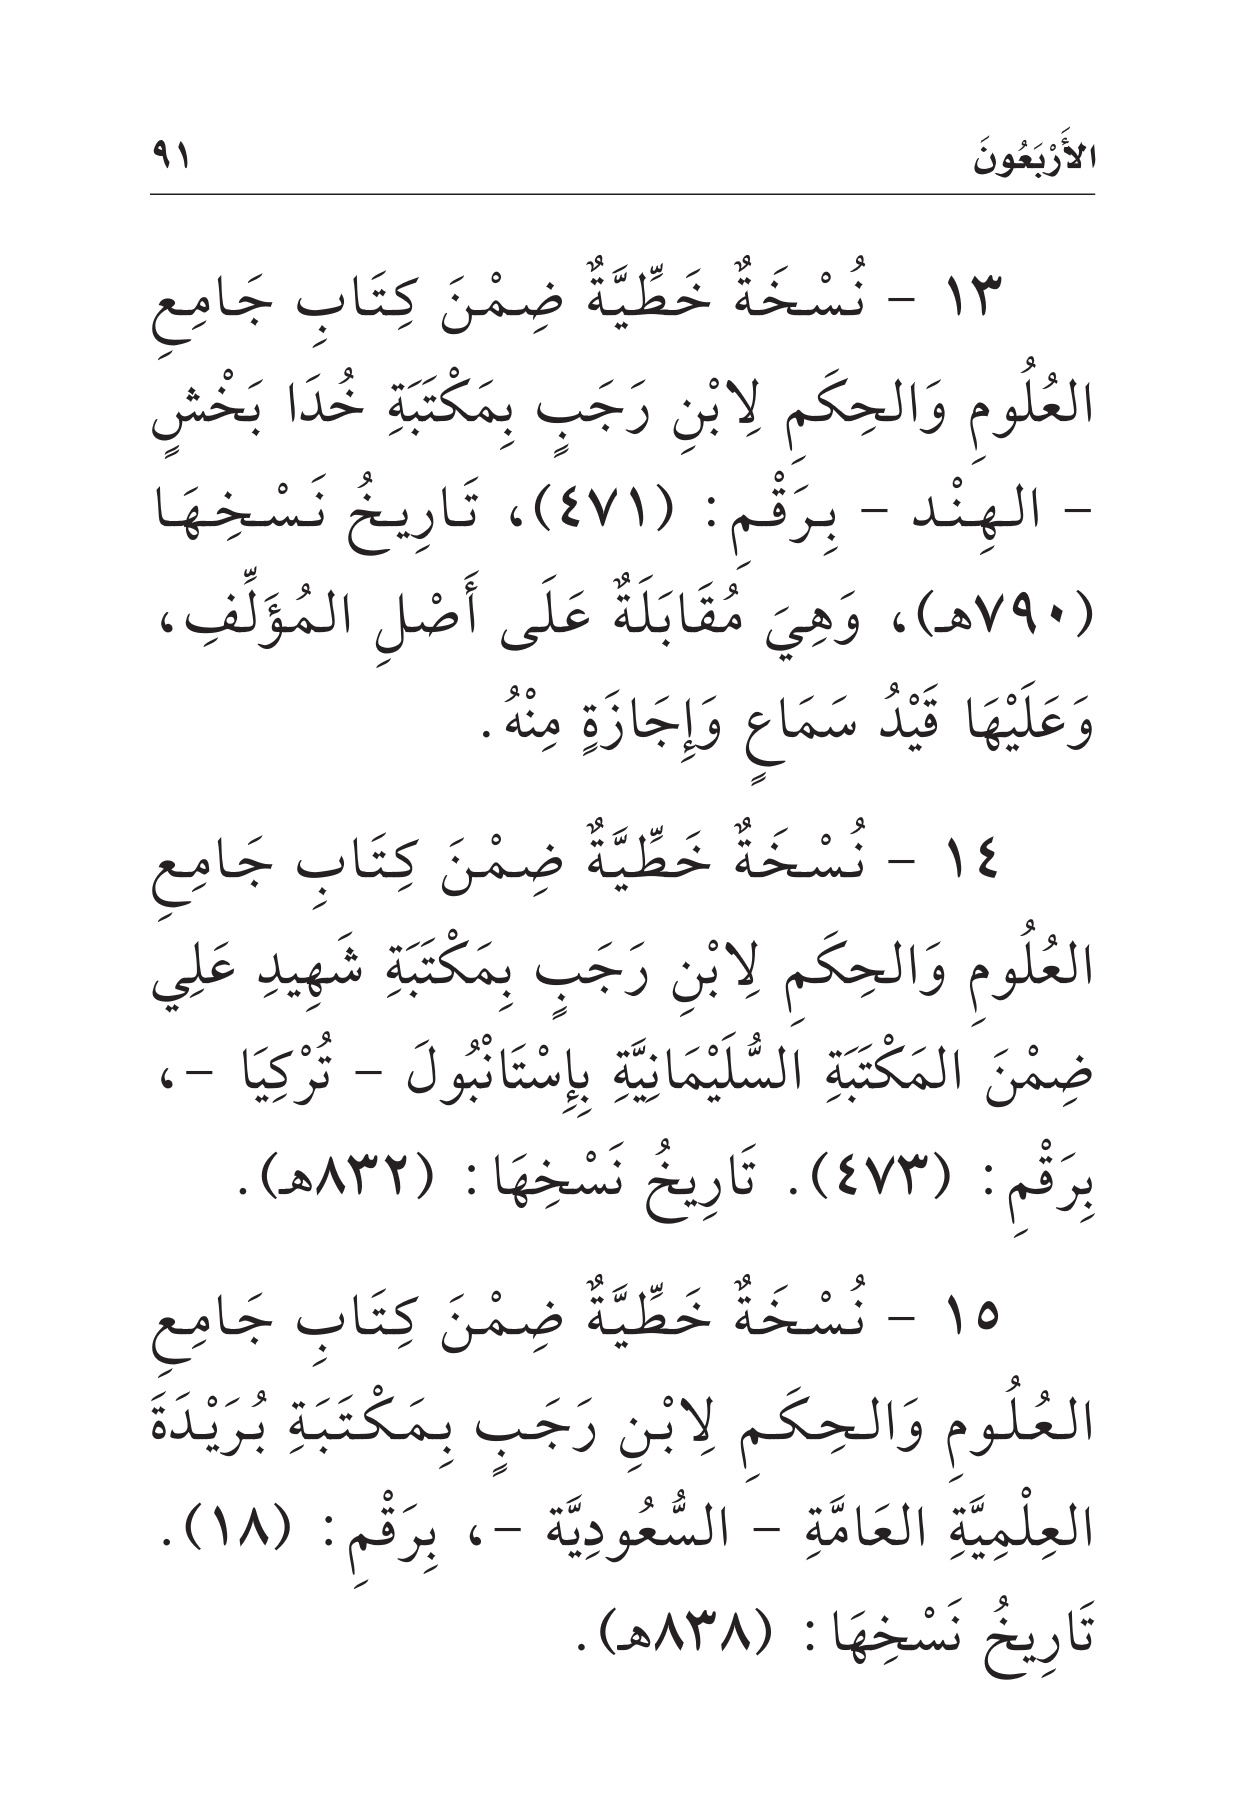 الأَرْبَعُونَ ٩١
١٣ - نُسْخَةٌ خَطِّيَّةٌ ضِمْنَ كِتَابِ جَامِعِ
العُلُومِ وَالحِكَمِ لِابْنِ رَجَبٍ بِمَكْتَبَةِ خُدَا بَخْشٍ
- الهِنْد - بِرَقْمِ: (٤٧١)، تَارِيخُ نَسْخِهَا
(٧٩٠هـ)، وَهِيَ مُقَابَلَةٌ عَلَى أَصْلِ المُؤَلِّفِ،
وَعَلَيْهَا قَيْدُ سَمَاعٍ وَإِجَازَةٍ مِنْهُ.
١٤ - نُسْخَةٌ خَطِّيَّةٌ ضِمْنَ كِتَابِ جَامِعِ
العُلُومِ وَالحِكَمِ لِابْنِ رَجَبٍ بِمَكْتَبَةِ شَهِيدِ عَلِي
ضِمْنَ المَكْتَبَةِ السُّلَيْمَانِيَّةِ بِإِسْتَانْبُولَ - تُرْكِيَا -،
بِرَقْمِ: (٤٧٣). تَارِيخُ نَسْخِهَا: (٨٣٢هـ).
١٥ - نُسْخَةٌ خَطِّيَّةٌ ضِمْنَ كِتَابِ جَامِعِ
العُلُومِ وَالحِكَمِ لِابْنِ رَجَبٍ بِمَكْتَبَةِ بُرَيْدَةَ
العِلْمِيَّةِ العَامَّةِ - السُّعُودِيَّة -، بِرَقْمِ: (١٨).
تَارِيخُ نَسْخِهَا: (٨٣٨هـ).